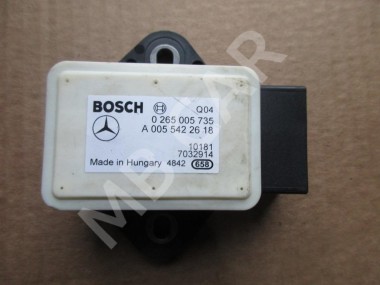 BOSCH Q04
0 265 005 735
A 005 542 26 18
10181
7032914
Made in Hungary 4842 658